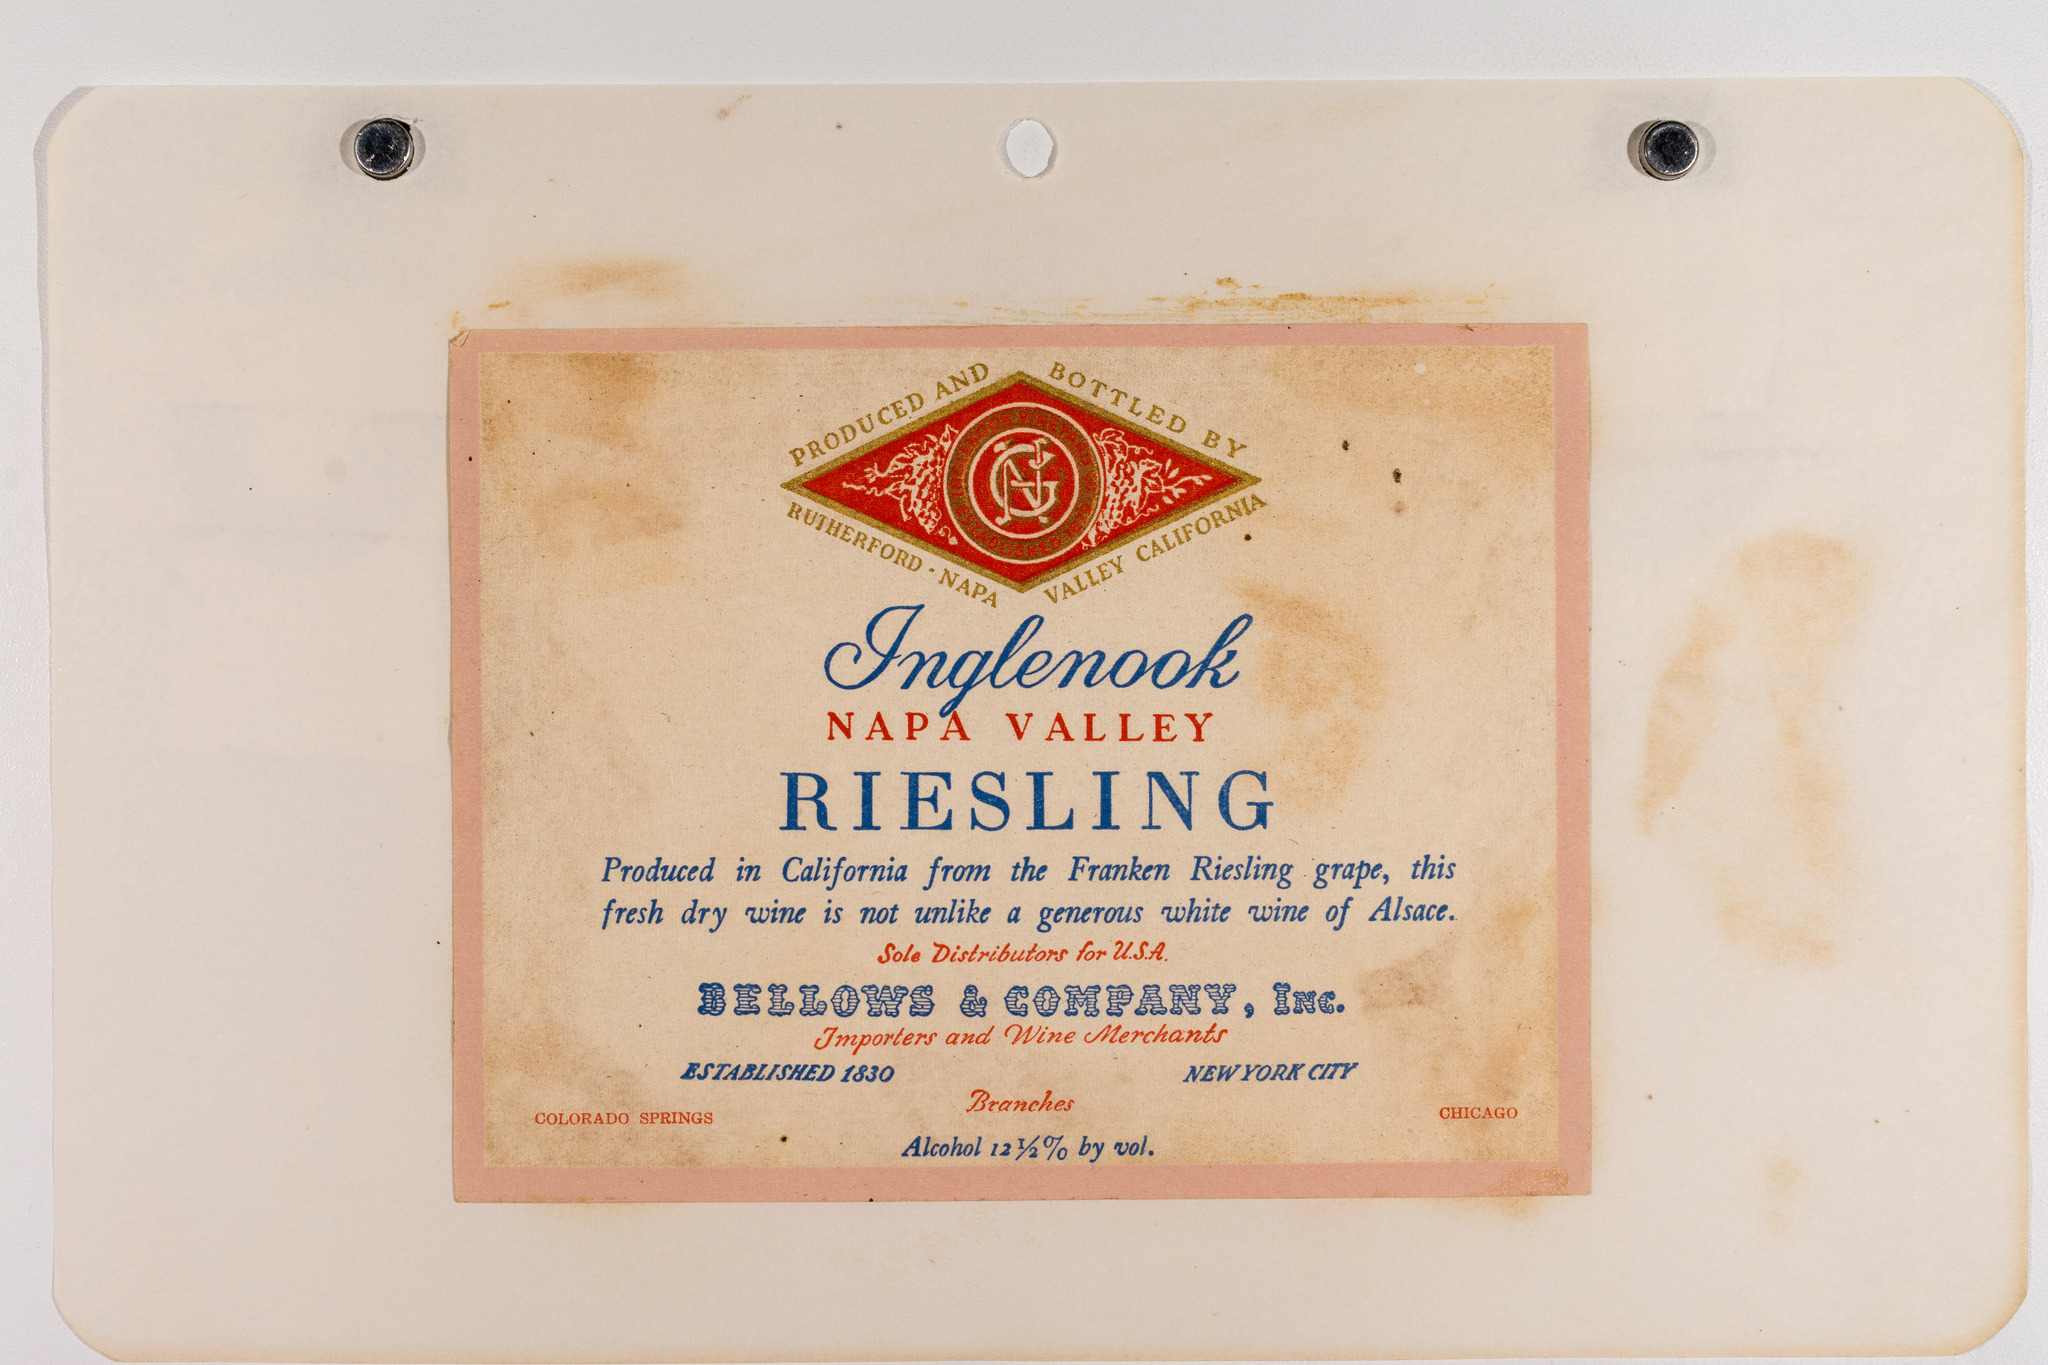 PRODUCED AND BOTTLED BY
RUTHERFORD · NAPA VALLEY CALIFORNIA
Inglenook
NAPA VALLEY
RIESLING
Produced in California from the Franken Riesling grape, this
fresh dry wine is not unlike a generous white wine of Alsace.
Sole Distributors for U.S.A.
BELLOWS & COMPANY, INC.
Importers and Wine Merchants
ESTABLISHED 1830 NEW YORK CITY
Branches
COLORADO SPRINGS CHICAGO
Alcohol 12 1/2% by vol.